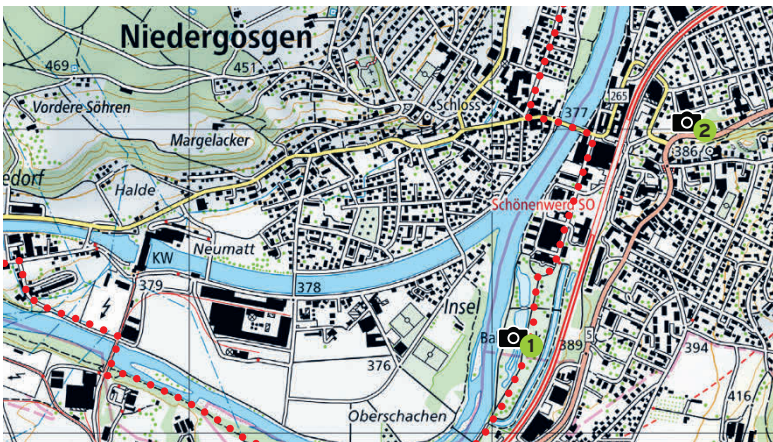 Niedergösgen
469
451
Vordere Söhren
Schloss
377
265
Margelacker
2
386
edorf
Halde
Schönenwerd SO
Neumatt
KW
379
378
Insel
Ba
1
5
389
394
376
416
Oberschachen